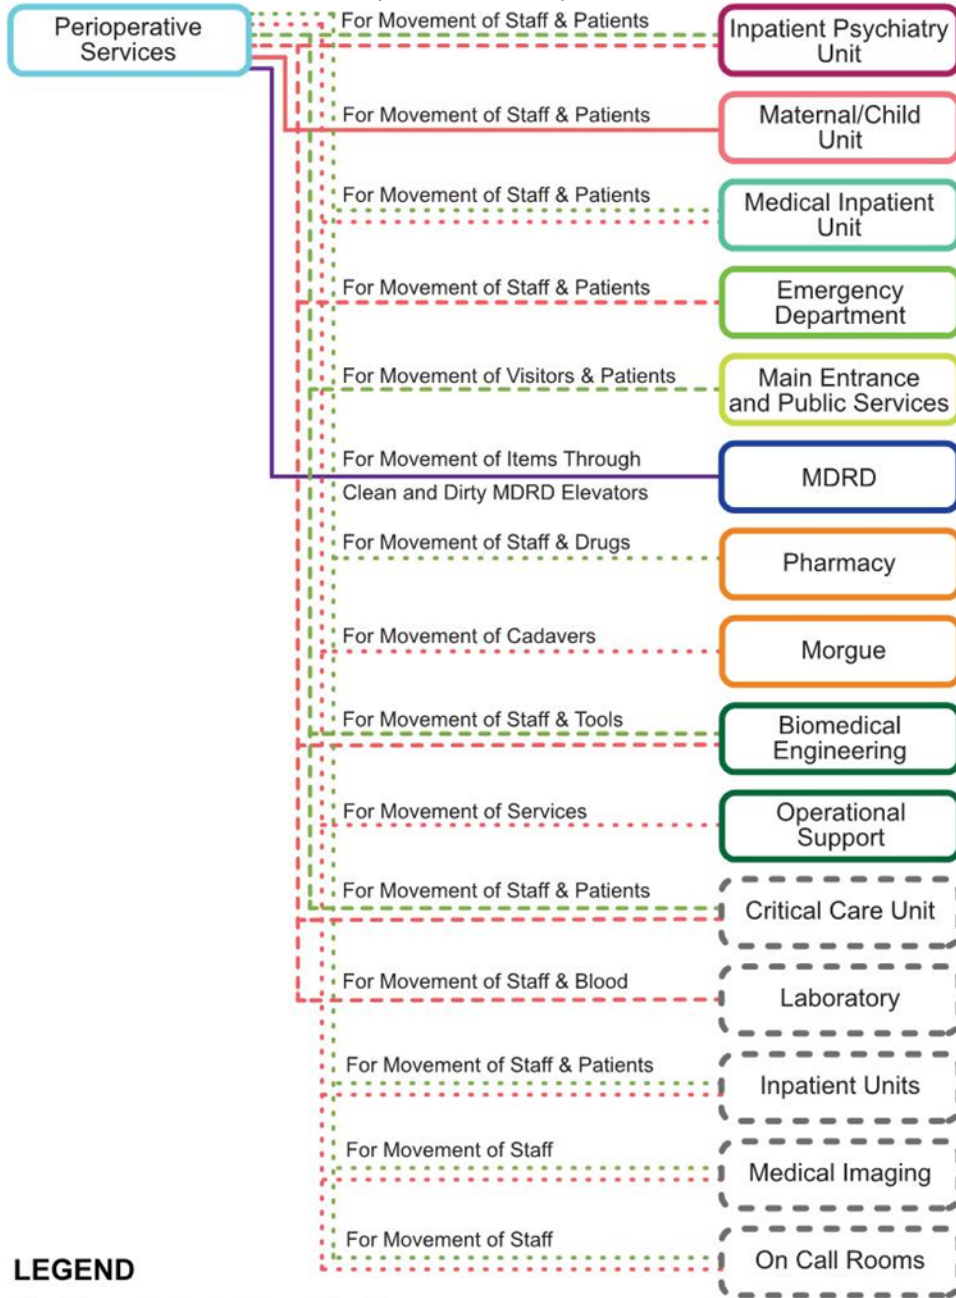 Perioperative
Services
For Movement of Staff & Patients
Inpatient Psychiatry
Unit
For Movement of Staff & Patients
Maternal/Child
Unit
For Movement of Staff & Patients
Medical Inpatient
Unit
For Movement of Staff & Patients
Emergency
Department
For Movement of Visitors & Patients
Main Entrance
and Public Services
For Movement of Items Through
Clean and Dirty MDRD Elevators
MDRD
For Movement of Staff & Drugs
Pharmacy
For Movement of Cadavers
Morgue
For Movement of Staff & Tools
Biomedical
Engineering
For Movement of Services
Operational
Support
For Movement of Staff & Patients
Critical Care Unit
For Movement of Staff & Blood
Laboratory
For Movement of Staff & Patients
Inpatient Units
For Movement of Staff
Medical Imaging
For Movement of Staff
On Call Rooms
LEGEND